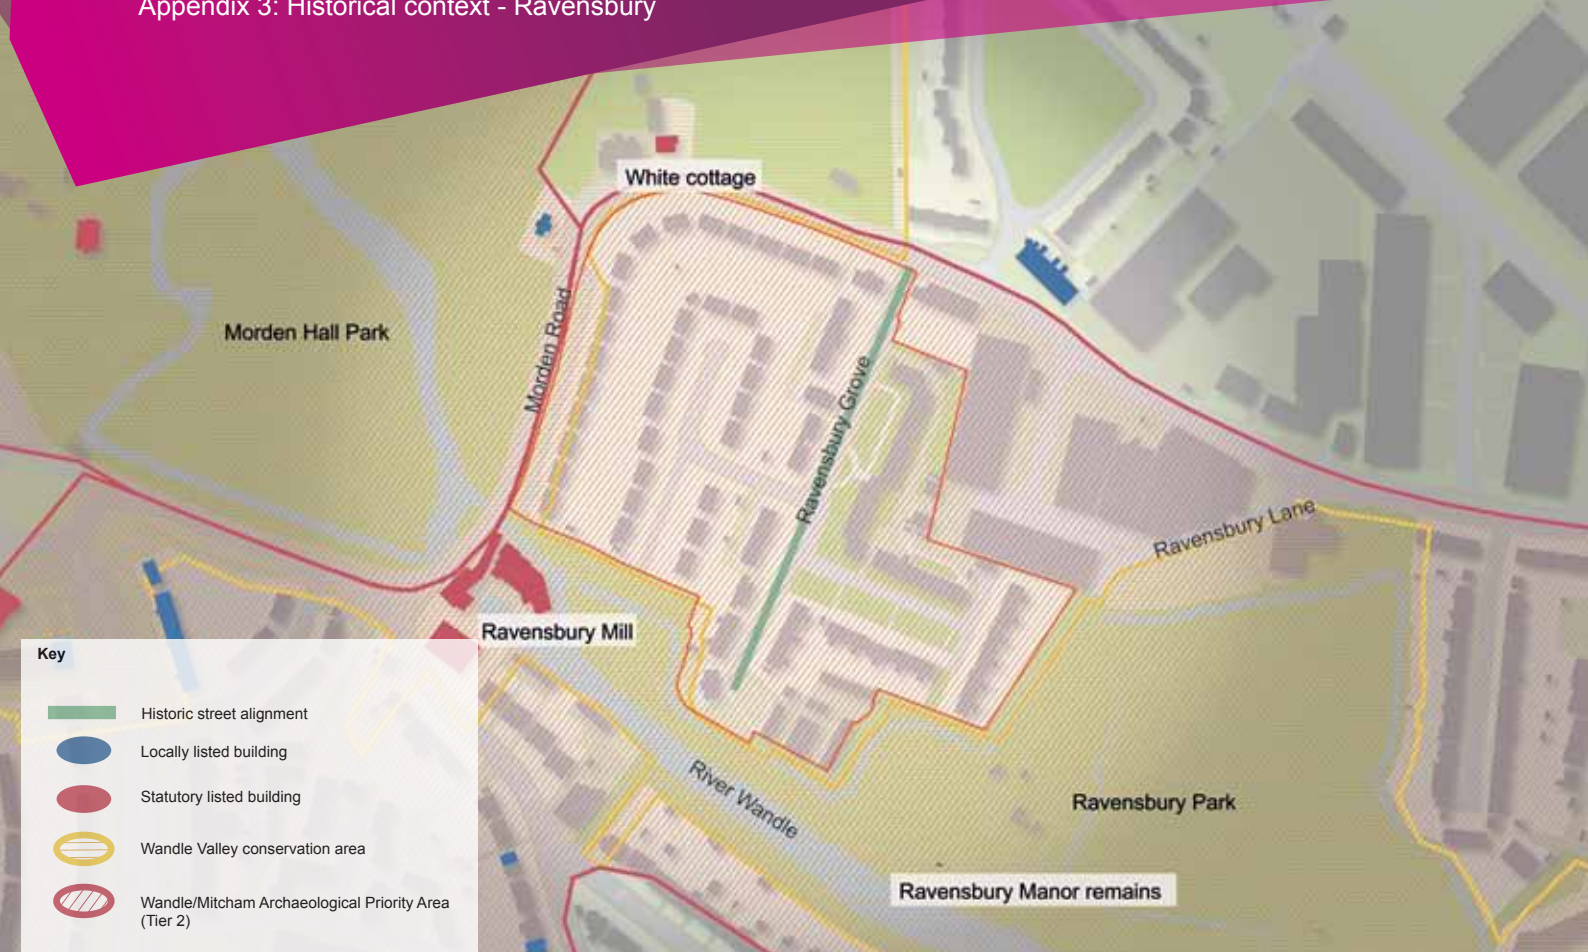 Appendix 3: Historical context - Ravensbury
White cottage
Morden Hall Park
Morden Road
Ravensbury Grove
Ravensbury Lane
Ravensbury Mill
River Wandle
Ravensbury Park
Ravensbury Manor remains
Key
Historic street alignment
Locally listed building
Statutory listed building
Wandle Valley conservation area
Wandle/Mitcham Archaeological Priority Area
(Tier 2)